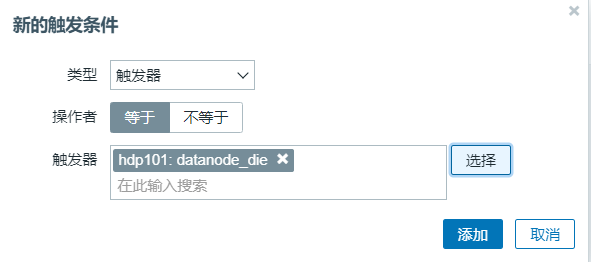 新的触发条件
类型 触发器
操作者 等于 不等于
触发器 hdp101: datanode_die 选择
在此输入搜索
添加 取消